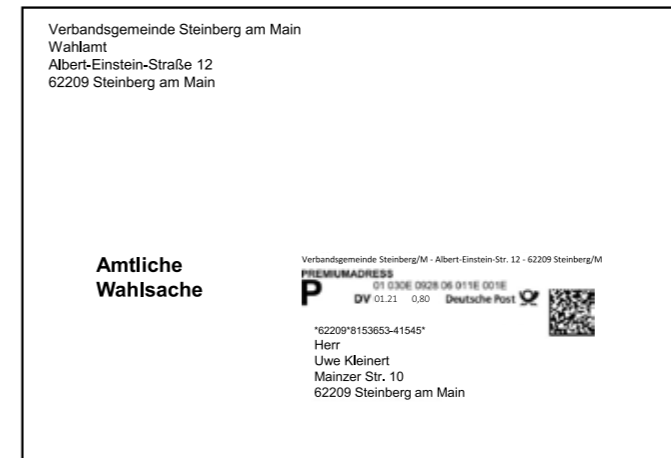 Verbandsgemeinde Steinberg am Main
Wahlamt
Albert-Einstein-Straße 12
62209 Steinberg am Main
Amtliche
Wahlsache
Verbandsgemeinde Steinberg/M - Albert-Einstein-Str. 12 - 62209 Steinberg/M
PREMIUMADRESS
P
01 030E 0928 06 011E 001E
DV 01.21 0,80 Deutsche Post
*62209*8153653-41545*
Herr
Uwe Kleinert
Mainzer Str. 10
62209 Steinberg am Main